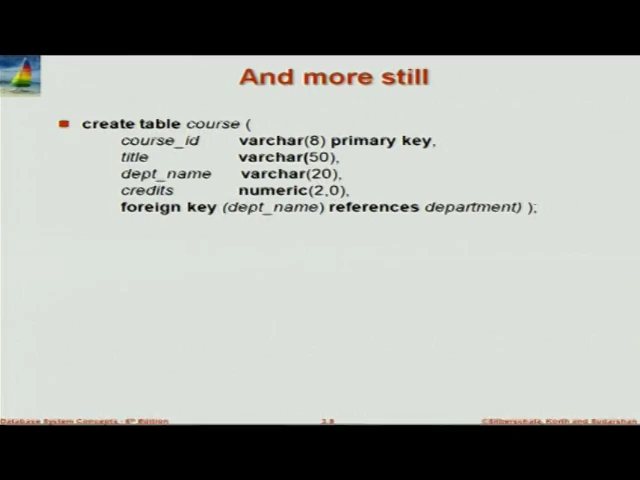 And more still
create table course (
course_id varchar(8) primary key,
title varchar(50),
dept_name varchar(20),
credits numeric(2,0),
foreign key (dept_name) references department) );
Database System Concepts - 6th Edition 3.8 ©Silberschatz, Korth and Sudarshan